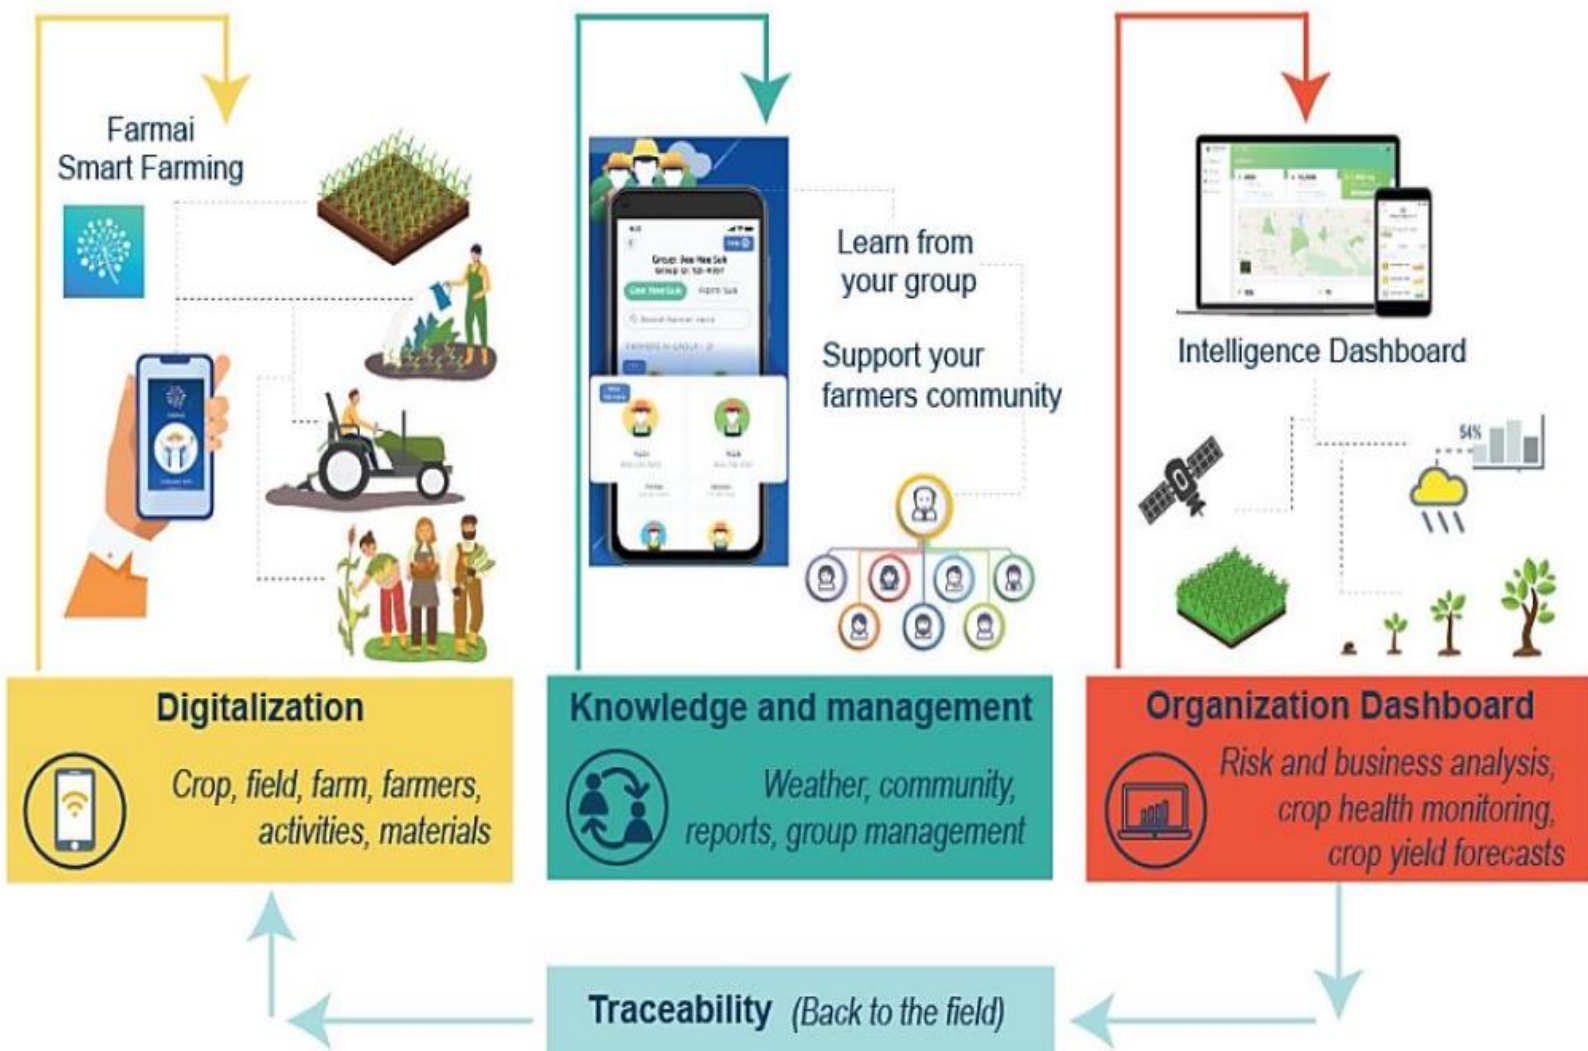 Farmai
Smart Farming
Learn from
your group
Support your
farmers community
Intelligence Dashboard
54%
Digitalization
Crop, field, farm, farmers,
activities, materials
Knowledge and management
Weather, community,
reports, group management
Organization Dashboard
Risk and business analysis,
crop health monitoring,
crop yield forecasts
Traceability (Back to the field)